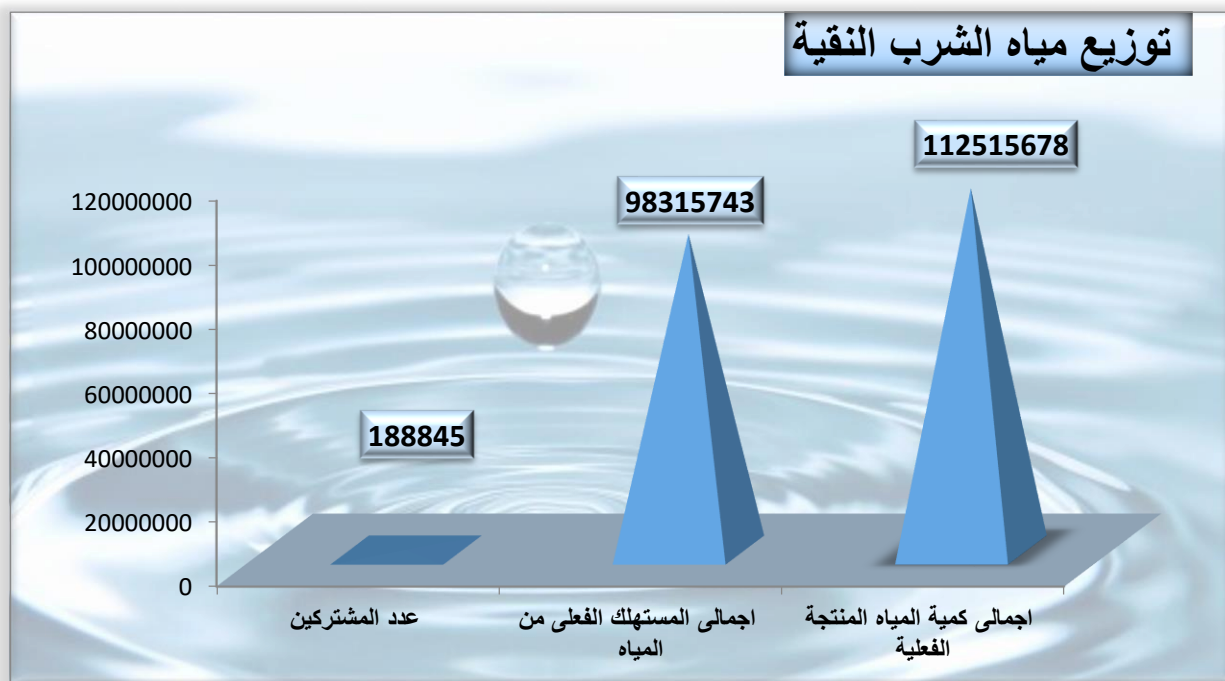 توزيع مياه الشرب النقية
112515678
98315743
188845
120000000
100000000
80000000
60000000
40000000
20000000
0
اجمالى كمية المياه المنتجة
الفعلية
اجمالى المستهلك الفعلى من
المياه
عدد المشتركين